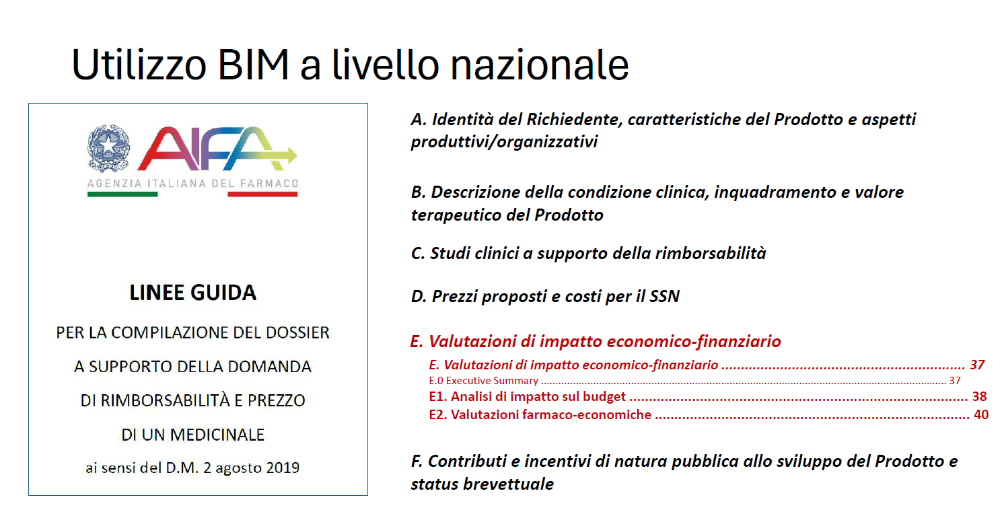 Utilizzo BIM a livello nazionale
AIFA
AGENZIA ITALIANA DEL FARMACO
LINEE GUIDA
PER LA COMPILAZIONE DEL DOSSIER
A SUPPORTO DELLA DOMANDA
DI RIMBORSABILITÀ E PREZZO
DI UN MEDICINALE
ai sensi del D.M. 2 agosto 2019
A. Identità del Richiedente, caratteristiche del Prodotto e aspetti
produttivi/organizzativi
B. Descrizione della condizione clinica, inquadramento e valore
terapeutico del Prodotto
C. Studi clinici a supporto della rimborsabilità
D. Prezzi proposti e costi per il SSN
E. Valutazioni di impatto economico-finanziario
E. Valutazioni di impatto economico-finanziario ............................................................... 37
E.0 Executive Summary ........................................................................................................................................ 37
E1. Analisi di impatto sul budget ....................................................................................... 38
E2. Valutazioni farmaco-economiche ................................................................................. 40
F. Contributi e incentivi di natura pubblica allo sviluppo del Prodotto e
status brevettuale